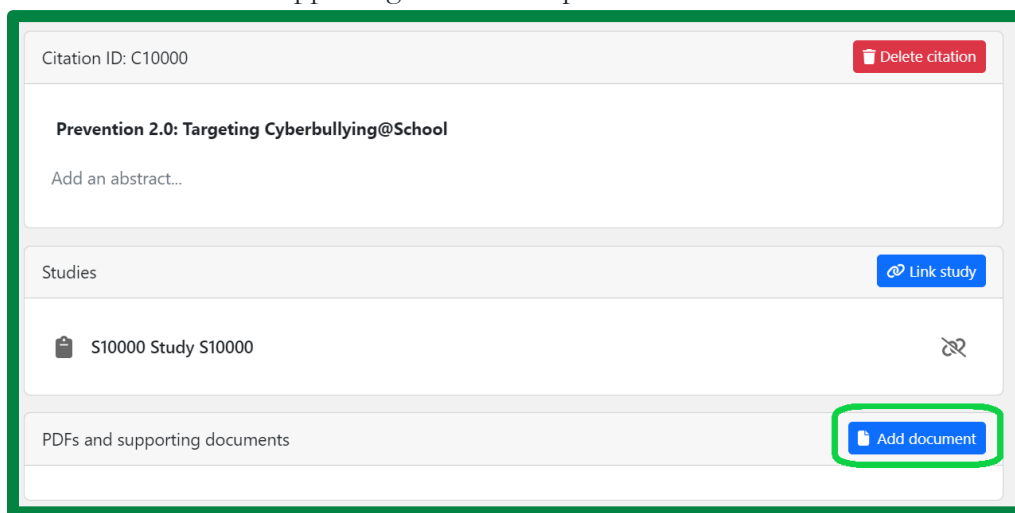 Citation ID: C10000
Delete citation
Prevention 2.0: Targeting Cyberbullying@School
Add an abstract...
Studies
Link study
S10000 Study S10000
PDFs and supporting documents
Add document